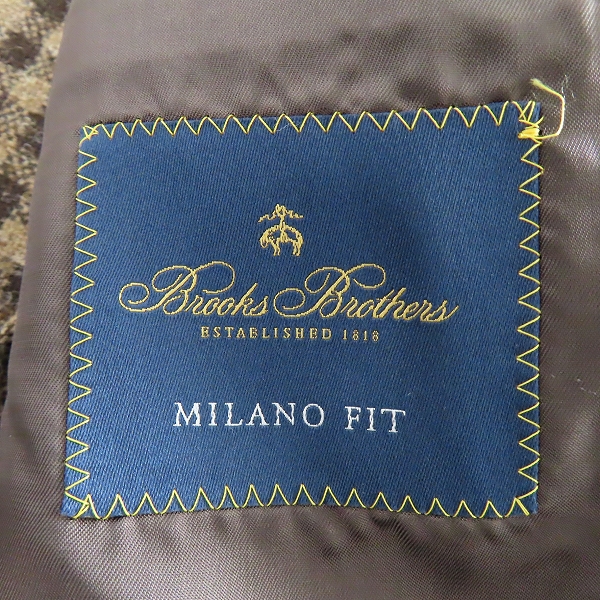 Brooks Brothers
ESTABLISHED 1818
MILANO FIT